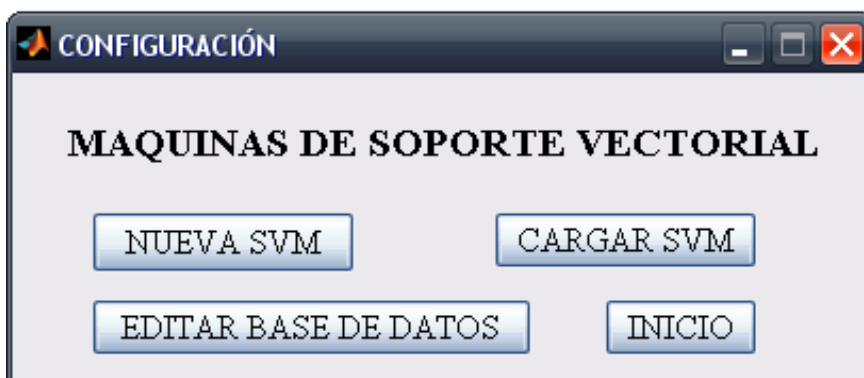 CONFIGURACIÓN
MAQUINAS DE SOPORTE VECTORIAL
NUEVA SVM
CARGAR SVM
EDITAR BASE DE DATOS
INICIO